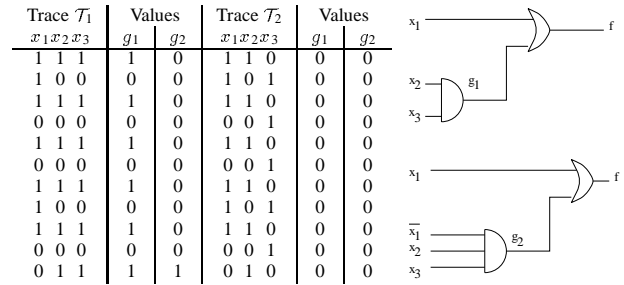 Trace 𝒯₁ Values Trace 𝒯₂ Values
x₁x₂x₃ g₁ g₂ x₁x₂x₃ g₁ g₂
1 1 1 1 0 1 1 0 0 0
1 0 0 0 0 1 0 1 0 0
1 1 1 1 0 1 1 0 0 0
0 0 0 0 0 0 0 1 0 0
1 1 1 1 0 1 1 0 0 0
0 0 0 0 0 0 0 1 0 0
1 1 1 1 0 1 1 0 0 0
1 0 0 0 0 1 0 1 0 0
1 1 1 1 0 1 1 0 0 0
0 0 0 0 0 0 0 1 0 0
0 1 1 1 1 0 1 0 0 0
x₁
f
x₂
g₁
x₃
x₁
f
x̅₁
g₂
x₂
x₃